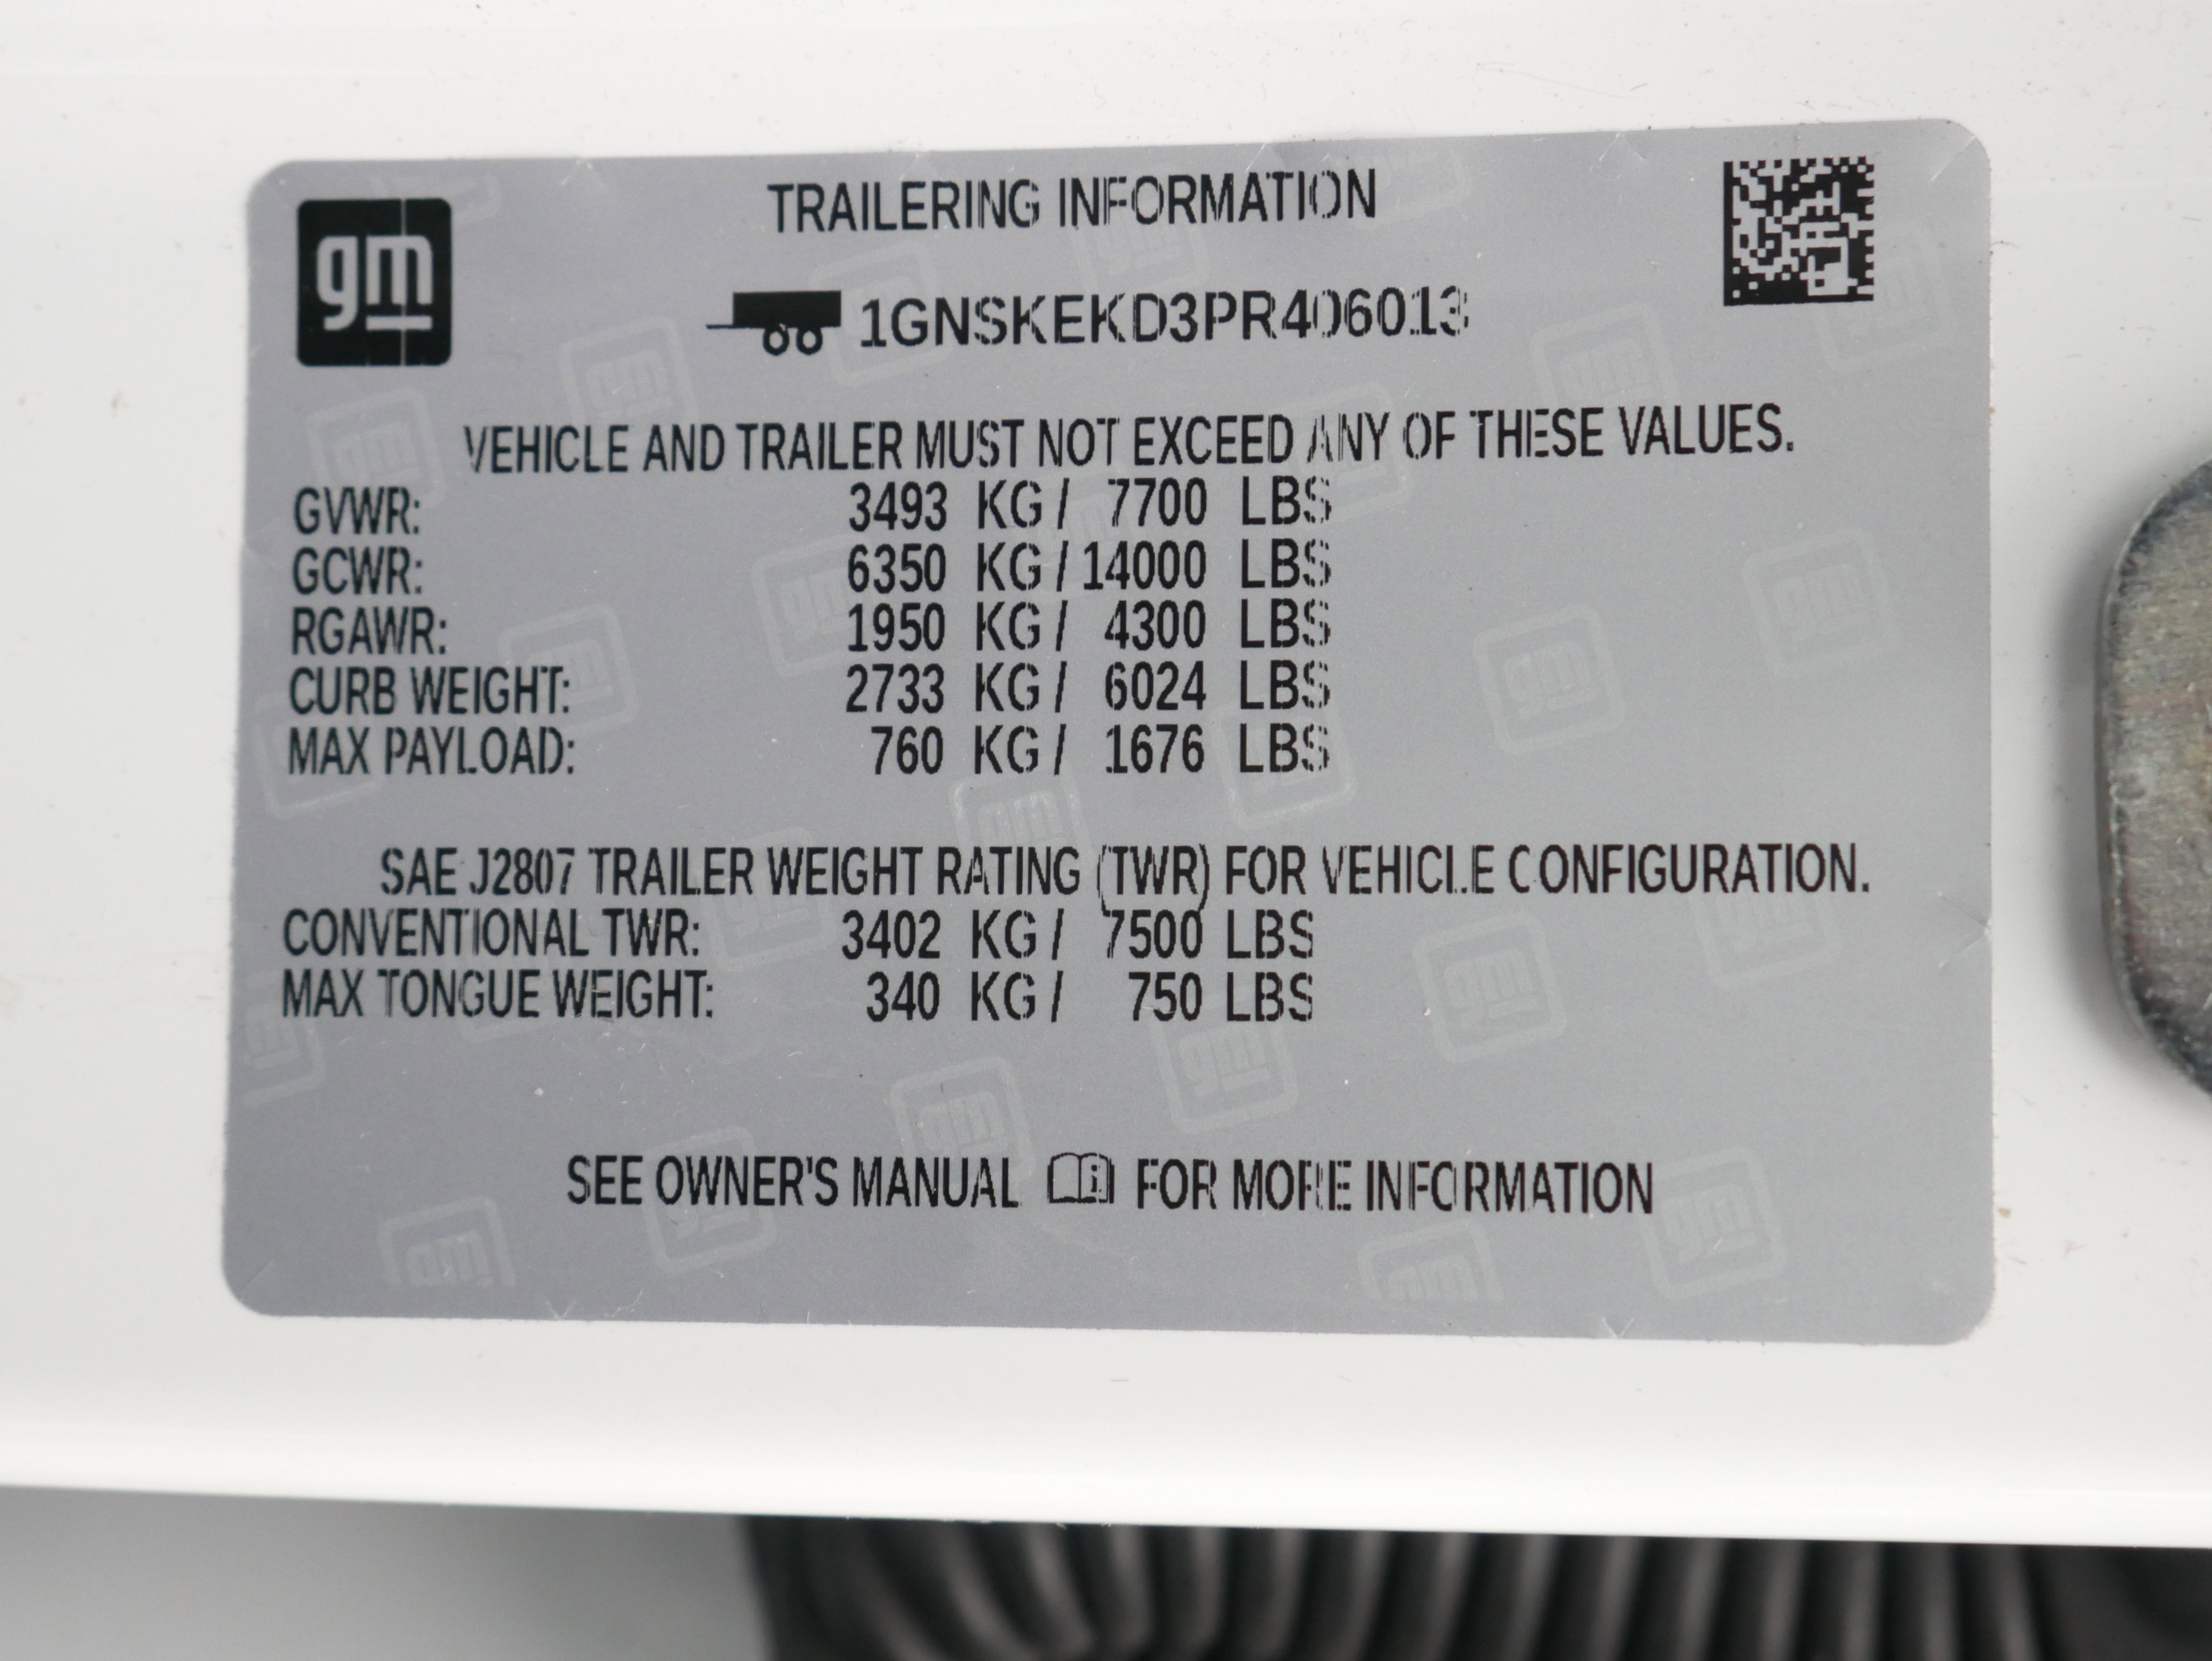 gm
TRAILERING INFORMATION
1GNSKEKD3PR406013
VEHICLE AND TRAILER MUST NOT EXCEED ANY OF THESE VALUES.
GVWR: 3493 KG / 7700 LBS
GCWR: 6350 KG / 14000 LBS
RGAWR: 1950 KG / 4300 LBS
CURB WEIGHT: 2733 KG / 6024 LBS
MAX PAYLOAD: 760 KG / 1676 LBS
SAE J2807 TRAILER WEIGHT RATING (TWR) FOR VEHICLE CONFIGURATION.
CONVENTIONAL TWR: 3402 KG / 7500 LBS
MAX TONGUE WEIGHT: 340 KG / 750 LBS
SEE OWNER'S MANUAL i FOR MORE INFORMATION